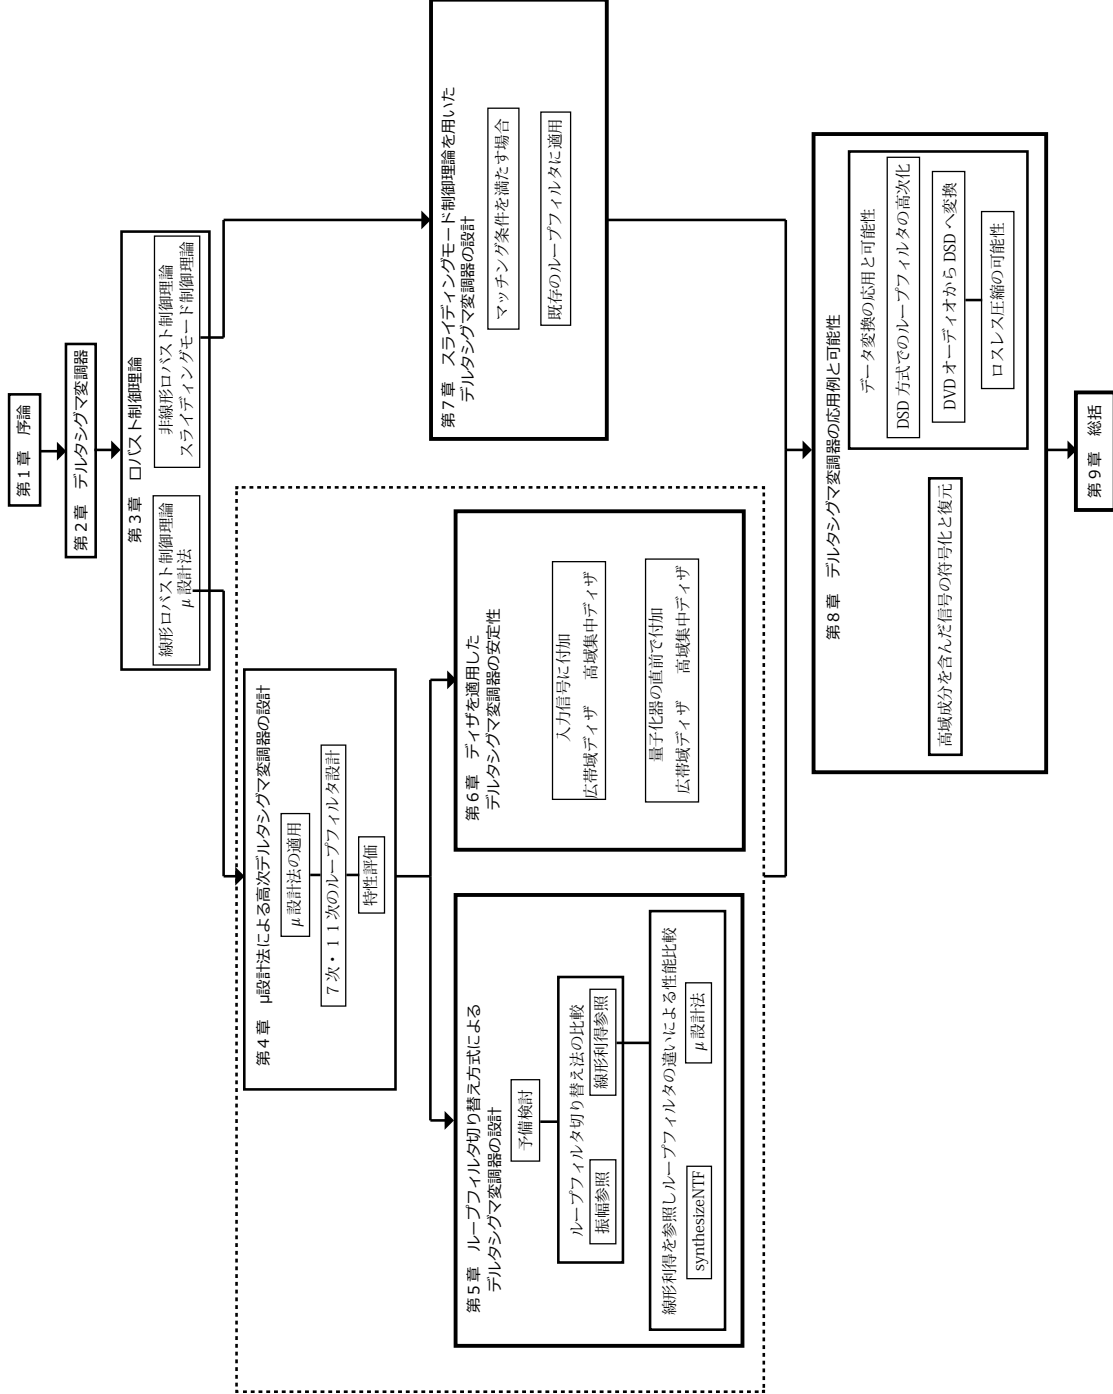 第１章　序論
第２章　デルタシグマ変調器
第３章　ロバスト制御理論
線形ロバスト制御理論
μ 設計法
非線形ロバスト制御理論
スライディングモード制御理論
第４章　μ設計法による高次デルタシグマ変調器の設計
μ 設計法の適用
７次・１１次のループフィルタ設計
特性評価
第５章　ループフィルタ切り替え方式による
デルタシグマ変調器の設計
予備検討
ループフィルタ切り替え法の比較
振幅参照
線形利得参照
線形利得を参照しループフィルタの違いによる性能比較
synthesizeNTF
μ 設計法
第６章　ディザを適用した
デルタシグマ変調器の安定性
入力信号に付加
広帯域ディザ　高域集中ディザ
量子化器の直前で付加
広帯域ディザ　高域集中ディザ
第７章　スライディングモード制御理論を用いた
デルタシグマ変調器の設計
マッチング条件を満たす場合
既存のループフィルタに適用
第８章　デルタシグマ変調器の応用例と可能性
高域成分を含んだ信号の符号化と復元
データ変換の応用と可能性
DSD 方式でのループフィルタの高次化
DVD オーディオから DSD へ変換
ロスレス圧縮の可能性
第９章　総括